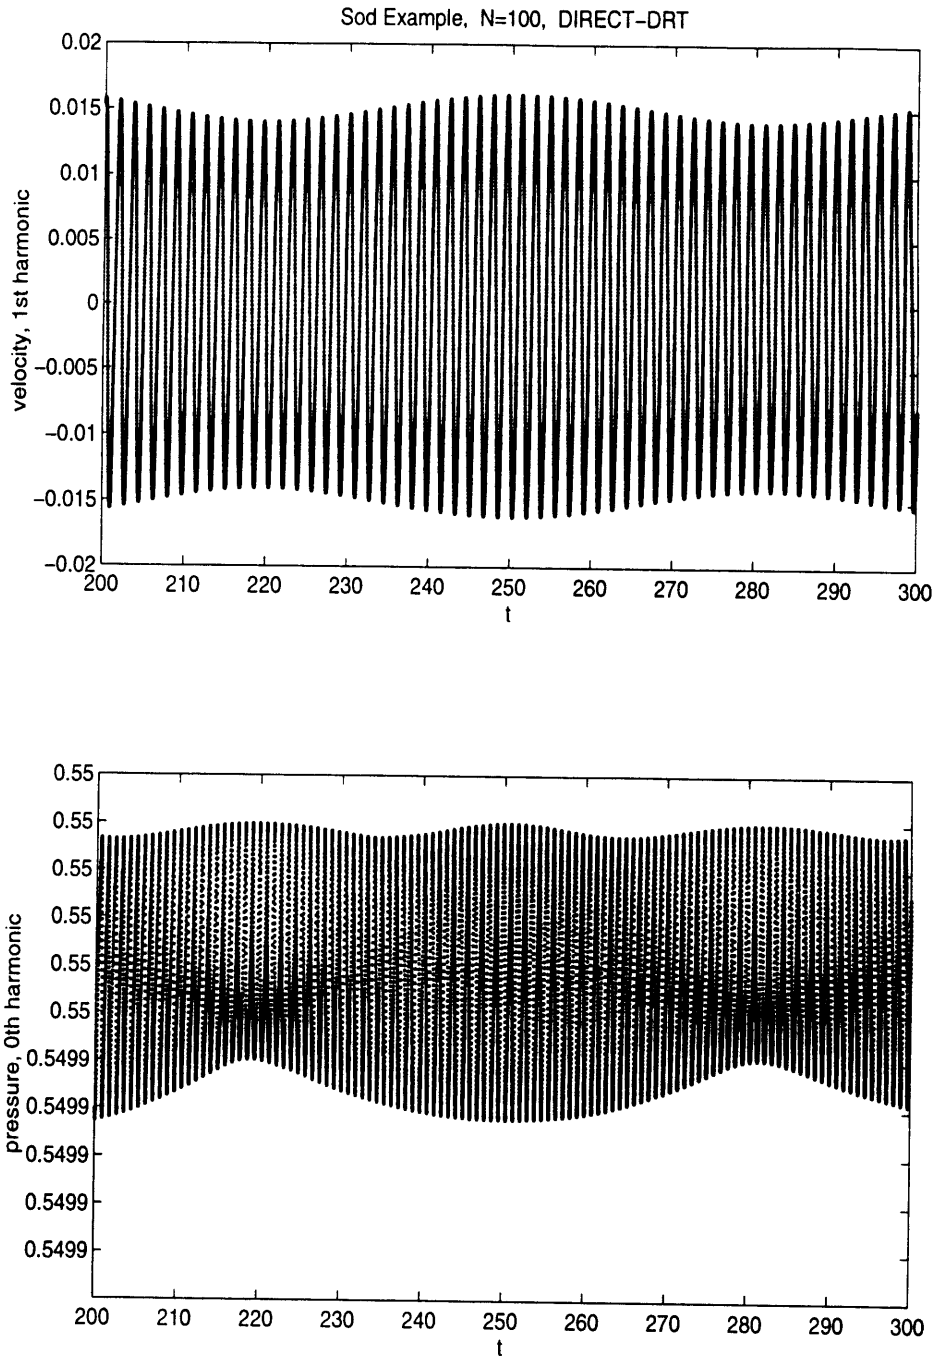 Sod Example, N=100, DIRECT-DRT
0.02
0.015
0.01
0.005
0
-0.005
-0.01
-0.015
-0.02
velocity, 1st harmonic
200 210 220 230 240 250 260 270 280 290 300
t
0.55
0.55
0.55
0.55
0.55
0.55
0.5499
0.5499
0.5499
0.5499
0.5499
pressure, 0th harmonic
200 210 220 230 240 250 260 270 280 290 300
t